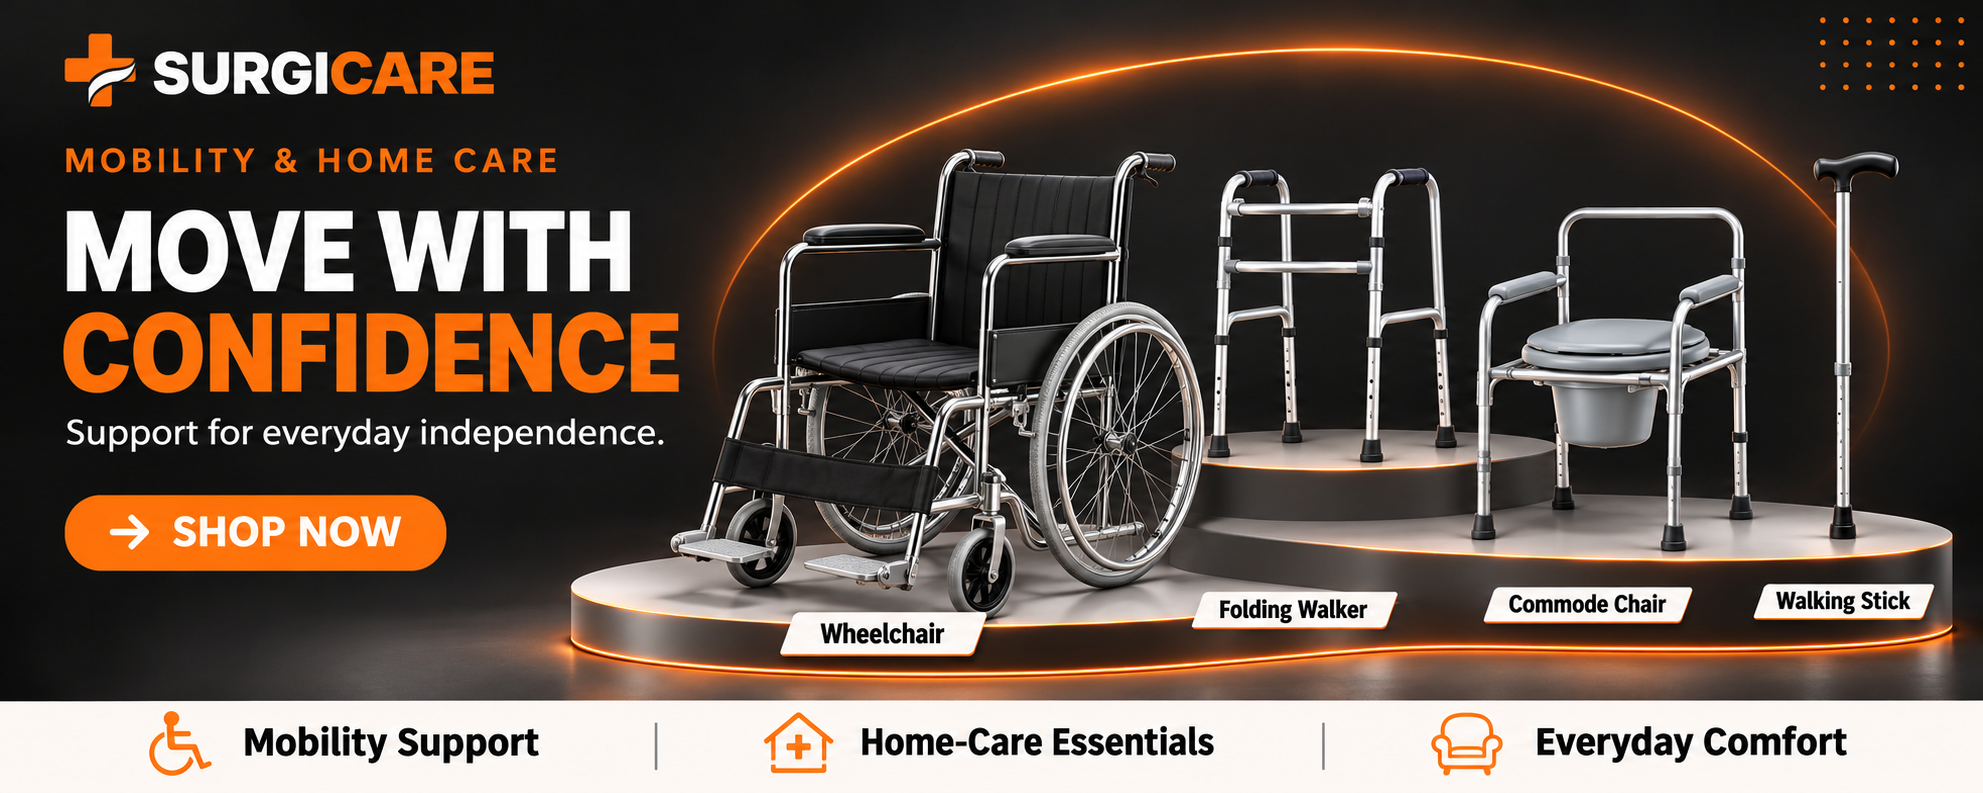 SURGICARE
MOBILITY & HOME CARE
MOVE WITH
CONFIDENCE
Support for everyday independence.
SHOP NOW
Wheelchair
Folding Walker
Commode Chair
Walking Stick
Mobility Support
Home-Care Essentials
Everyday Comfort